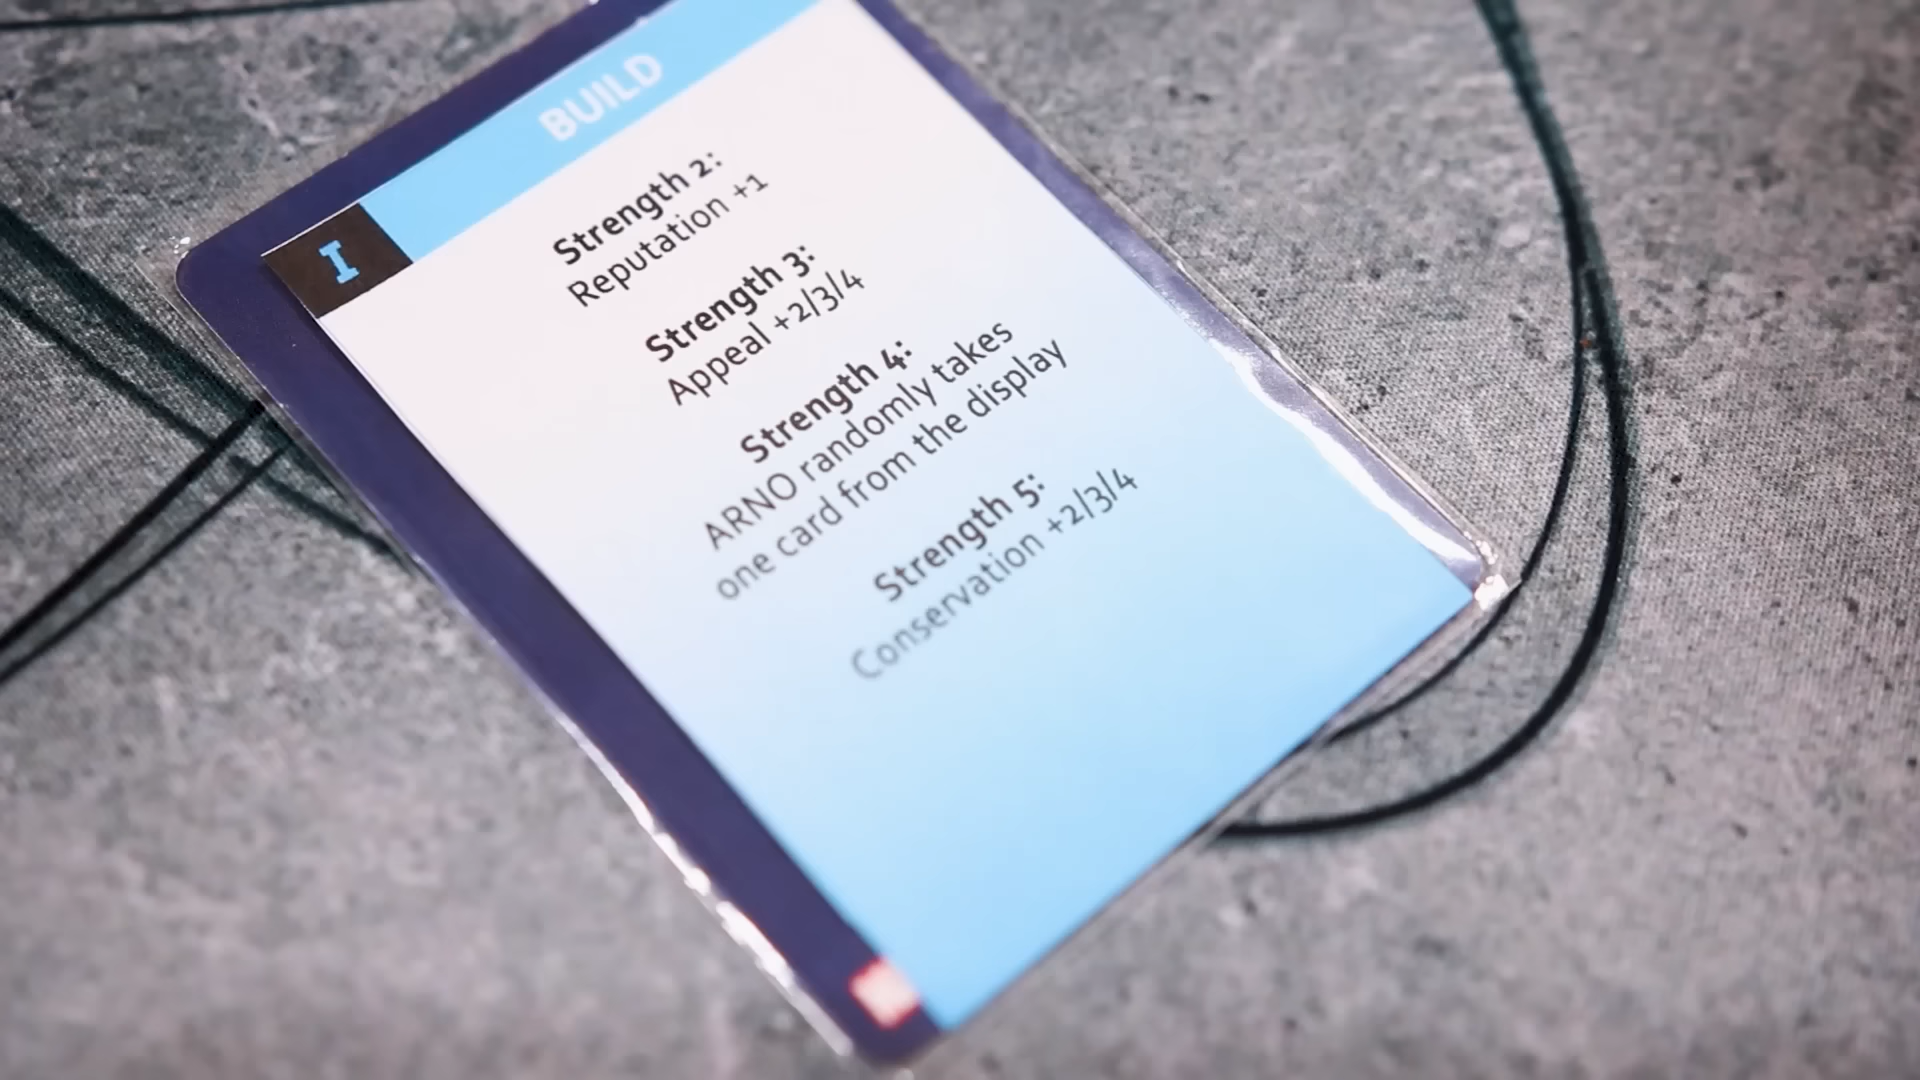 BUILD
I
Strength 2:
Reputation +1
Strength 3:
Appeal +2/3/4
Strength 4:
ARNO randomly takes
one card from the display
Strength 5:
Conservation +2/3/4